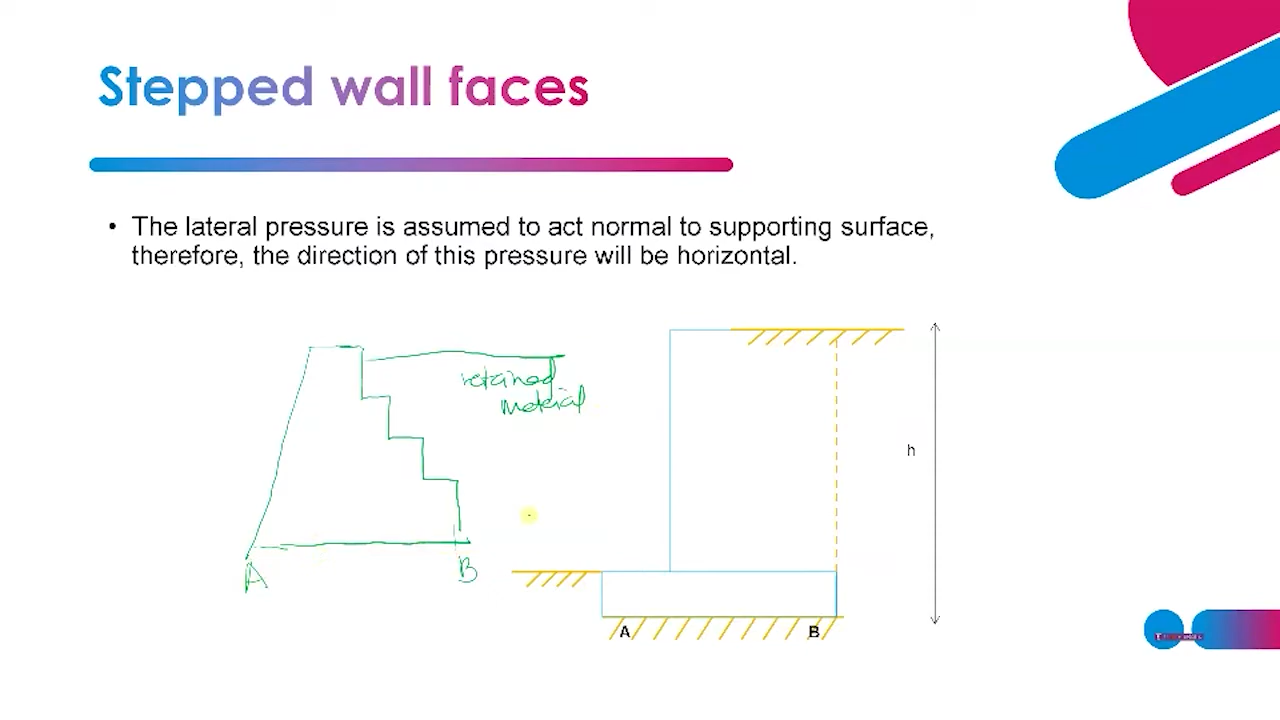 Stepped wall faces
• The lateral pressure is assumed to act normal to supporting surface,
therefore, the direction of this pressure will be horizontal.
retained
material
h
A
B
A
B